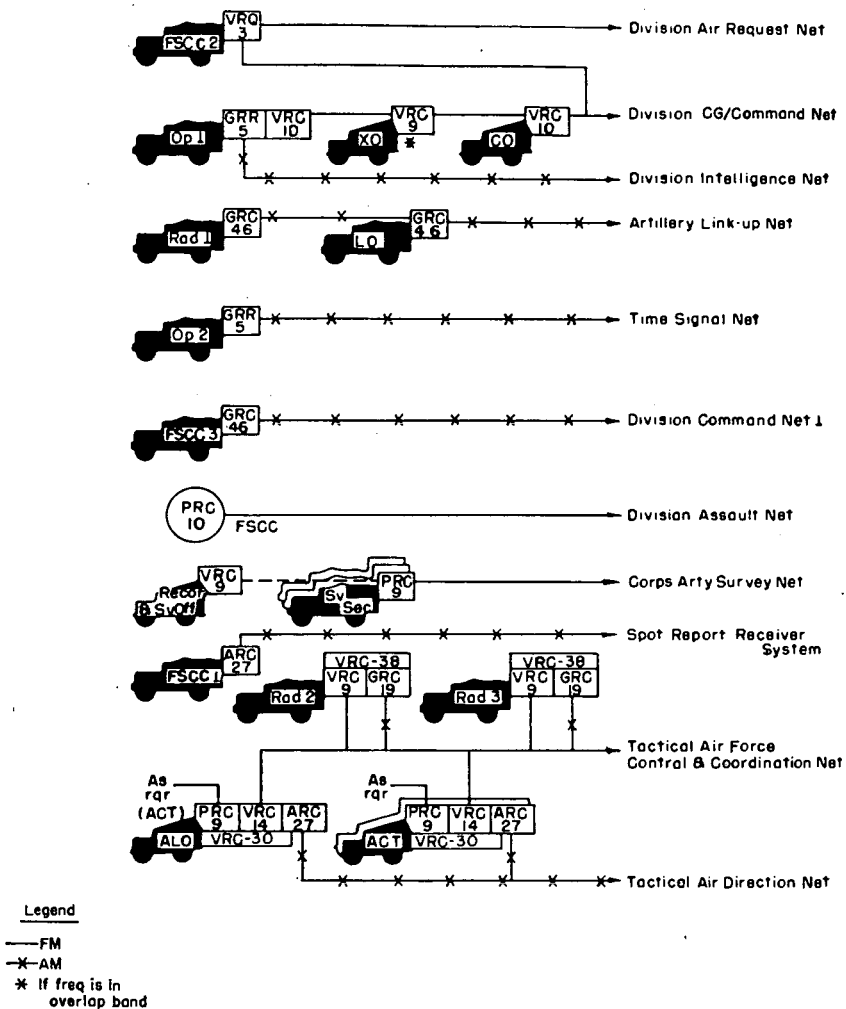 VRQ
3
FSCC 2
Division Air Request Net
GRR
5
VRC
10
Op 1
VRC
9
XO
*
VRC
10
CO
Division CG/Command Net
Division Intelligence Net
GRC
46
Rad 1
GRC
46
LO
Artillery Link-up Net
GRR
5
Op 2
Time Signal Net
GRC
46
FSCC 3
Division Command Net 1
PRC
10
FSCC
Division Assault Net
VRC
9
Recon
& Sv Off
PRC
9
Sv
Sec
Corps Arty Survey Net
Spot Report Receiver
System
ARC
27
FSCC 1
VRC-38
VRC
9
GRC
19
Rad 2
VRC-38
VRC
9
GRC
19
Rad 3
Tactical Air Force
Control & Coordination Net
As
rqr
(ACT)
PRC
9
VRC
14
ARC
27
VRC-30
ALO
As
rqr
PRC
9
VRC
14
ARC
27
VRC-30
ACT
Tactical Air Direction Net
Legend
FM
AM
* If freq is in
overlap band